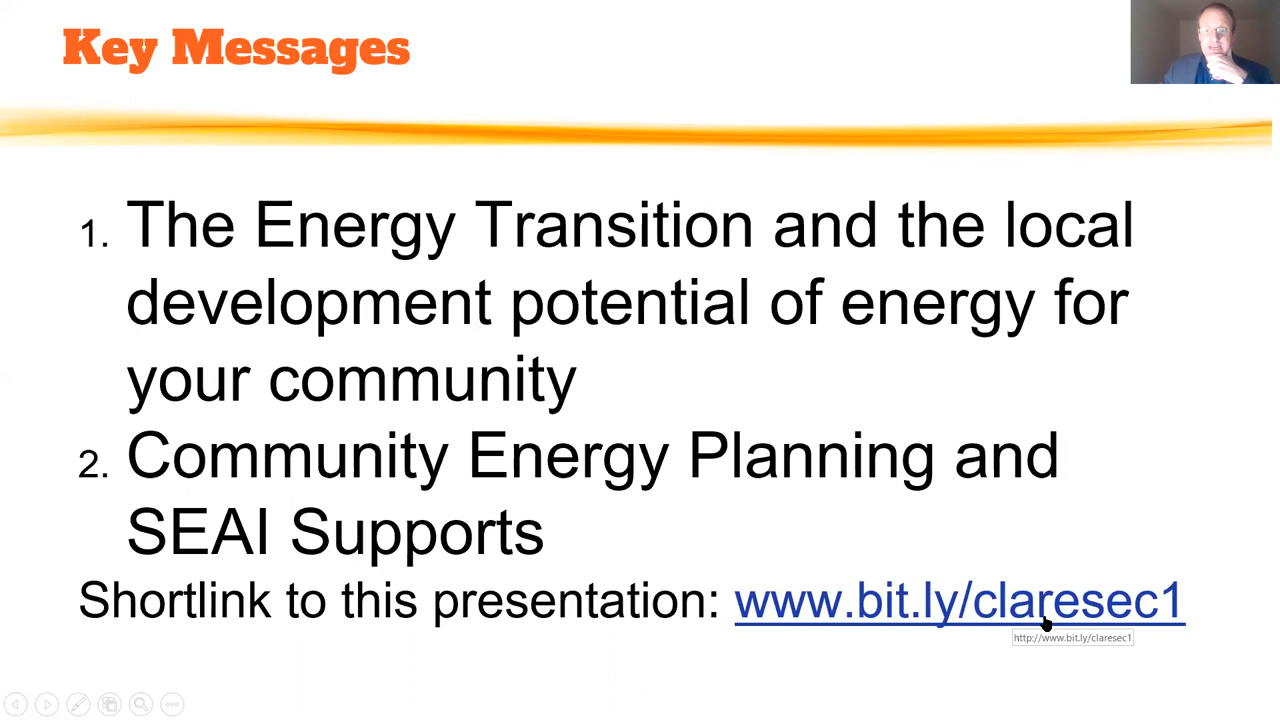 Key Messages
1. The Energy Transition and the local
development potential of energy for
your community
2. Community Energy Planning and
SEAI Supports
Shortlink to this presentation: www.bit.ly/claresec1
http://www.bit.ly/claresec1